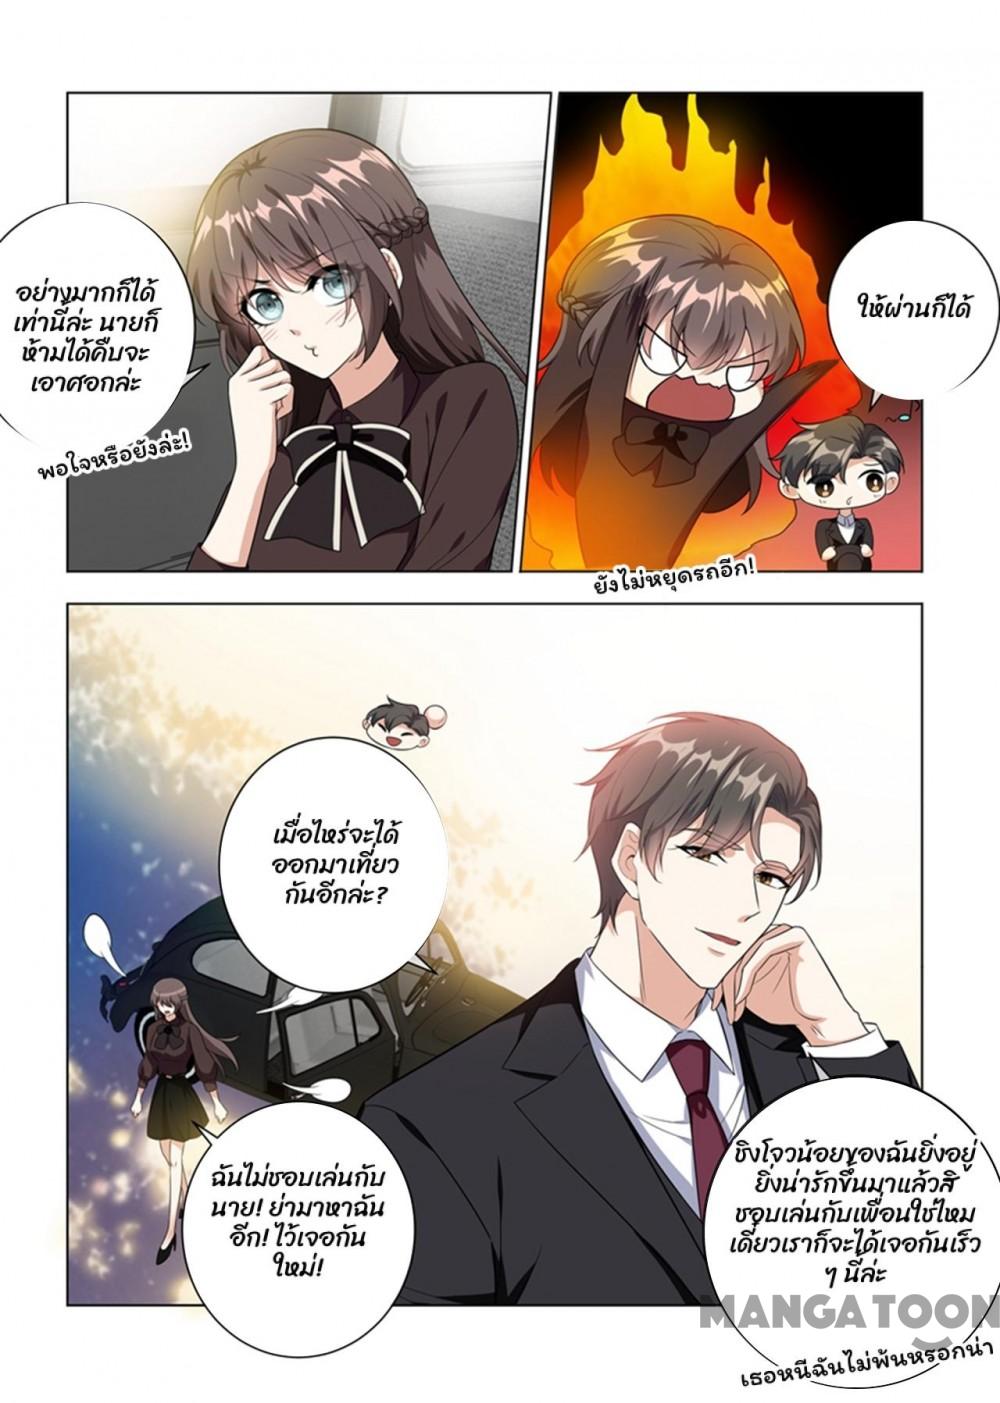 อย่างมากก็ได้
เท่านี้ล่ะ นายก็
ห้ามได้คืบจะ
เอาศอกล่ะ
พอใจหรือยังล่ะ!
ให้ผ่านก็ได้
ยังไม่หยุดรถอีก!
เมื่อไหร่จะได้
ออกมาเที่ยว
กันอีกล่ะ?
ฉันไม่ชอบเล่นกับ
นาย! ย่ามาหาฉัน
อีก! ไว้เจอกัน
ใหม่!
ชิงโจวน้อยของฉันยิ่งอยู่
ยิ่งน่ารักขึ้นมาแล้วสิ
ชอบเล่นกับเพื่อนใช่ไหม
เดี๋ยวเราก็จะได้เจอกันเร็ว
ๆ นี้ล่ะ
MANGATOON
เธอหนีฉันไม่พ้นหรอกน่า